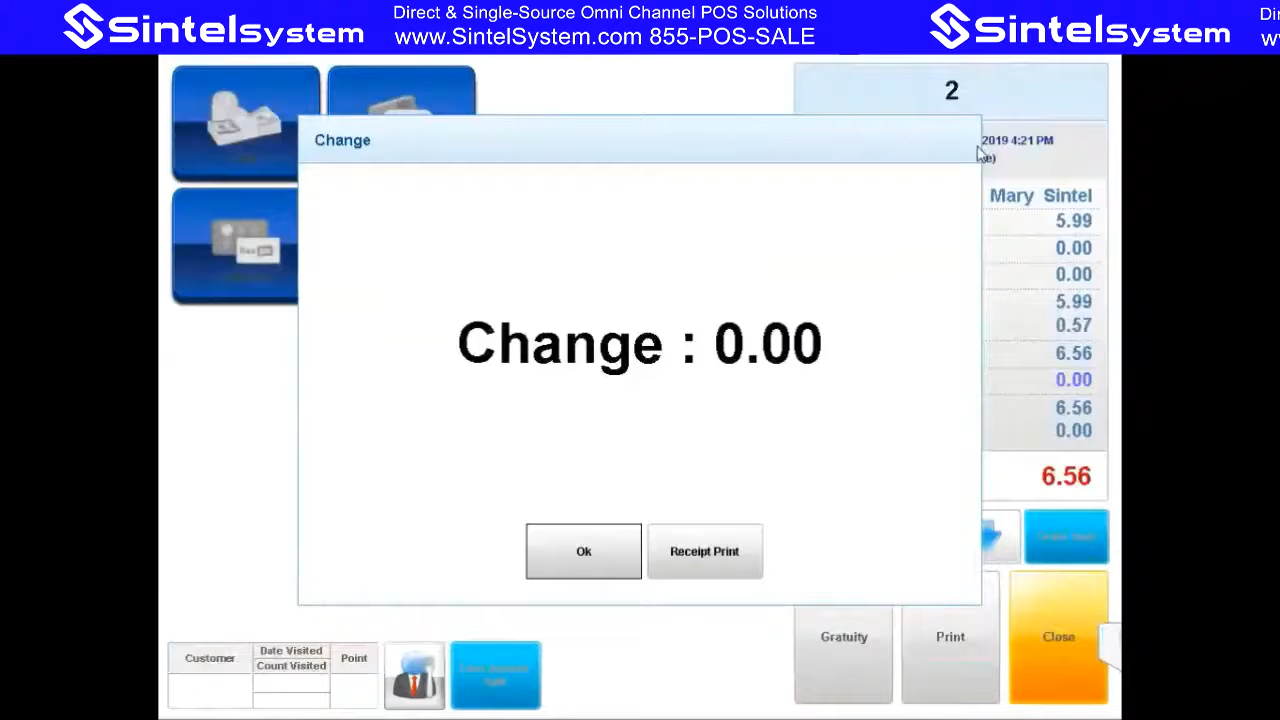 Sintelsystem
Direct & Single-Source Omni Channel POS Solutions
www.SintelSystem.com 855-POS-SALE
Sintelsystem
Di
w
2
2019 4:21 PM
Change
Mary Sintel
5.99
0.00
0.00
5.99
0.57
6.56
0.00
6.56
0.00
6.56
Change : 0.00
Ok
Receipt Print
Gratuity
Print
Close
Customer
Date Visited
Count Visited
Point